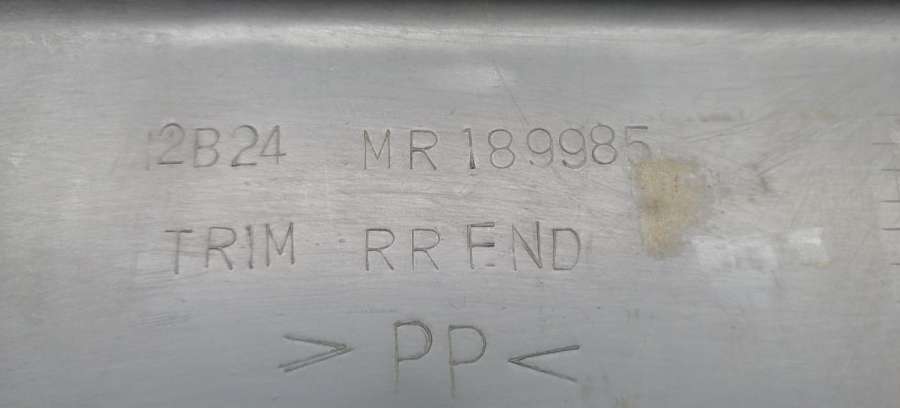 2B24 MR189985
TRIM RR END
>PP<